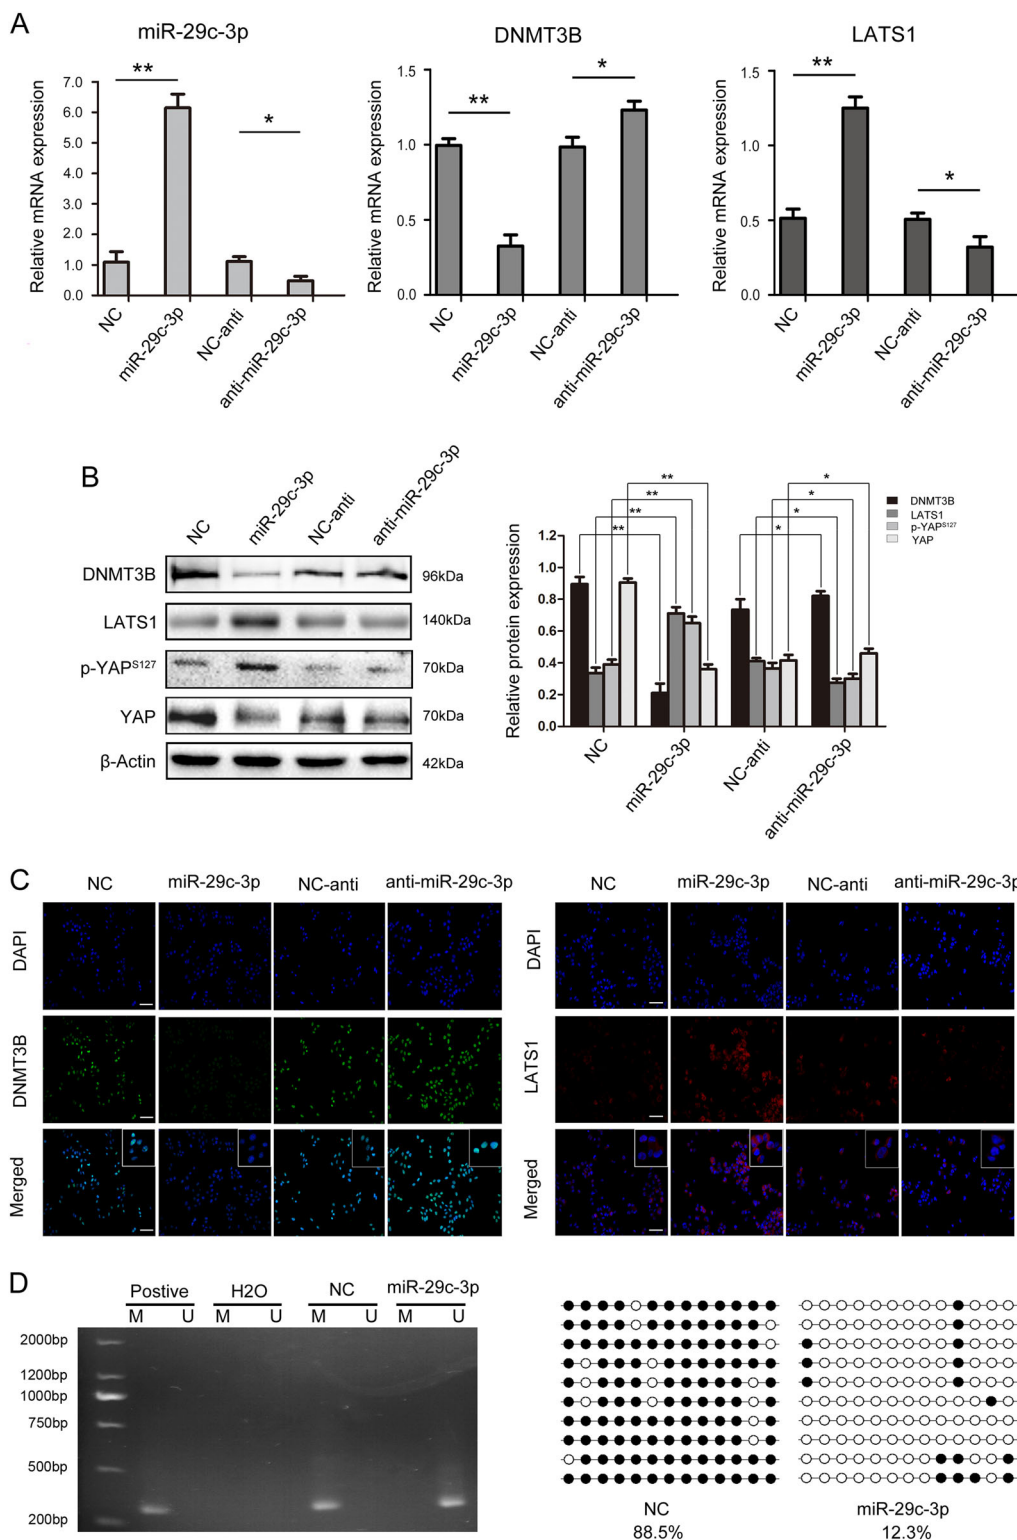 A
miR-29c-3p
Relative mRNA expression
7.0
6.0
5.0
4.0
3.0
2.0
1.0
0.0
**
*
NC
miR-29c-3p
NC-anti
anti-miR-29c-3p
DNMT3B
Relative mRNA expression
1.5
1.0
0.5
0.0
**
*
NC
miR-29c-3p
NC-anti
anti-miR-29c-3p
LATS1
Relative mRNA expression
1.5
1.0
0.5
0.0
**
*
NC
miR-29c-3p
NC-anti
anti-miR-29c-3p
B
NC miR-29c-3p NC-anti anti-miR-29c-3p
DNMT3B 96kDa
LATS1 140kDa
p-YAPS127 70kDa
YAP 70kDa
β-Actin 42kDa
Relative protein expression
1.2
0.9
0.8
0.4
0.2
0.0
** *
** *
** *
** *
DNMT3B
LATS1
p-YAPS127
YAP
NC
miR-29c-3p
NC-anti
anti-miR-29c-3p
C
NC miR-29c-3p NC-anti anti-miR-29c-3p
DAPI
DNMT3B
Merged
NC miR-29c-3p NC-anti anti-miR-29c-3p
DAPI
LATS1
Merged
D
Postive H2O NC miR-29c-3p
M U M U M U M U
2000bp
1200bp
1000bp
750bp
500bp
200bp
NC
88.5%
miR-29c-3p
12.3%